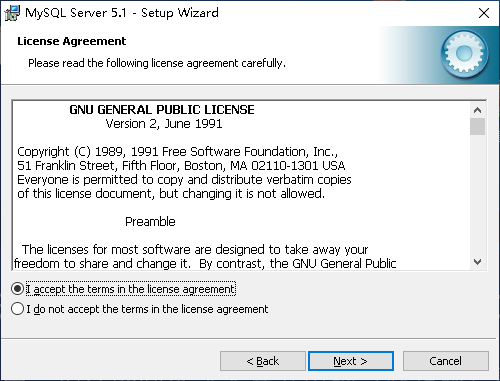 MySQL Server 5.1 - Setup Wizard
License Agreement
Please read the following license agreement carefully.
GNU GENERAL PUBLIC LICENSE
Version 2, June 1991
Copyright (C) 1989, 1991 Free Software Foundation, Inc.,
51 Franklin Street, Fifth Floor, Boston, MA 02110-1301 USA
Everyone is permitted to copy and distribute verbatim copies
of this license document, but changing it is not allowed.
Preamble
The licenses for most software are designed to take away your
freedom to share and change it. By contrast, the GNU General Public
I accept the terms in the license agreement
I do not accept the terms in the license agreement
< Back
Next >
Cancel